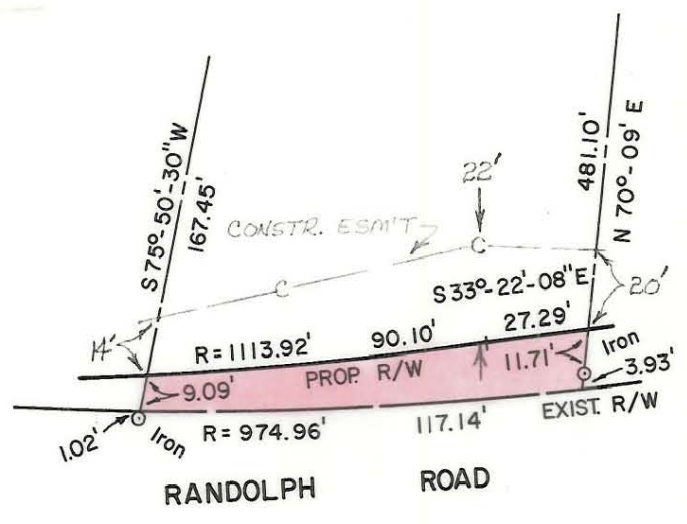 S 75°-50'-30" W
167.45'
481.10'
N 70°-09' E
22'
CONSTR. ESM'T
C
C
S 33°-22'-08" E
20'
14'
R = 1113.92'
90.10'
27.29'
Iron
PROP. R/W
11.71'
3.93'
9.09'
EXIST. R/W
1.02'
Iron
R = 974.96'
117.14'
RANDOLPH ROAD